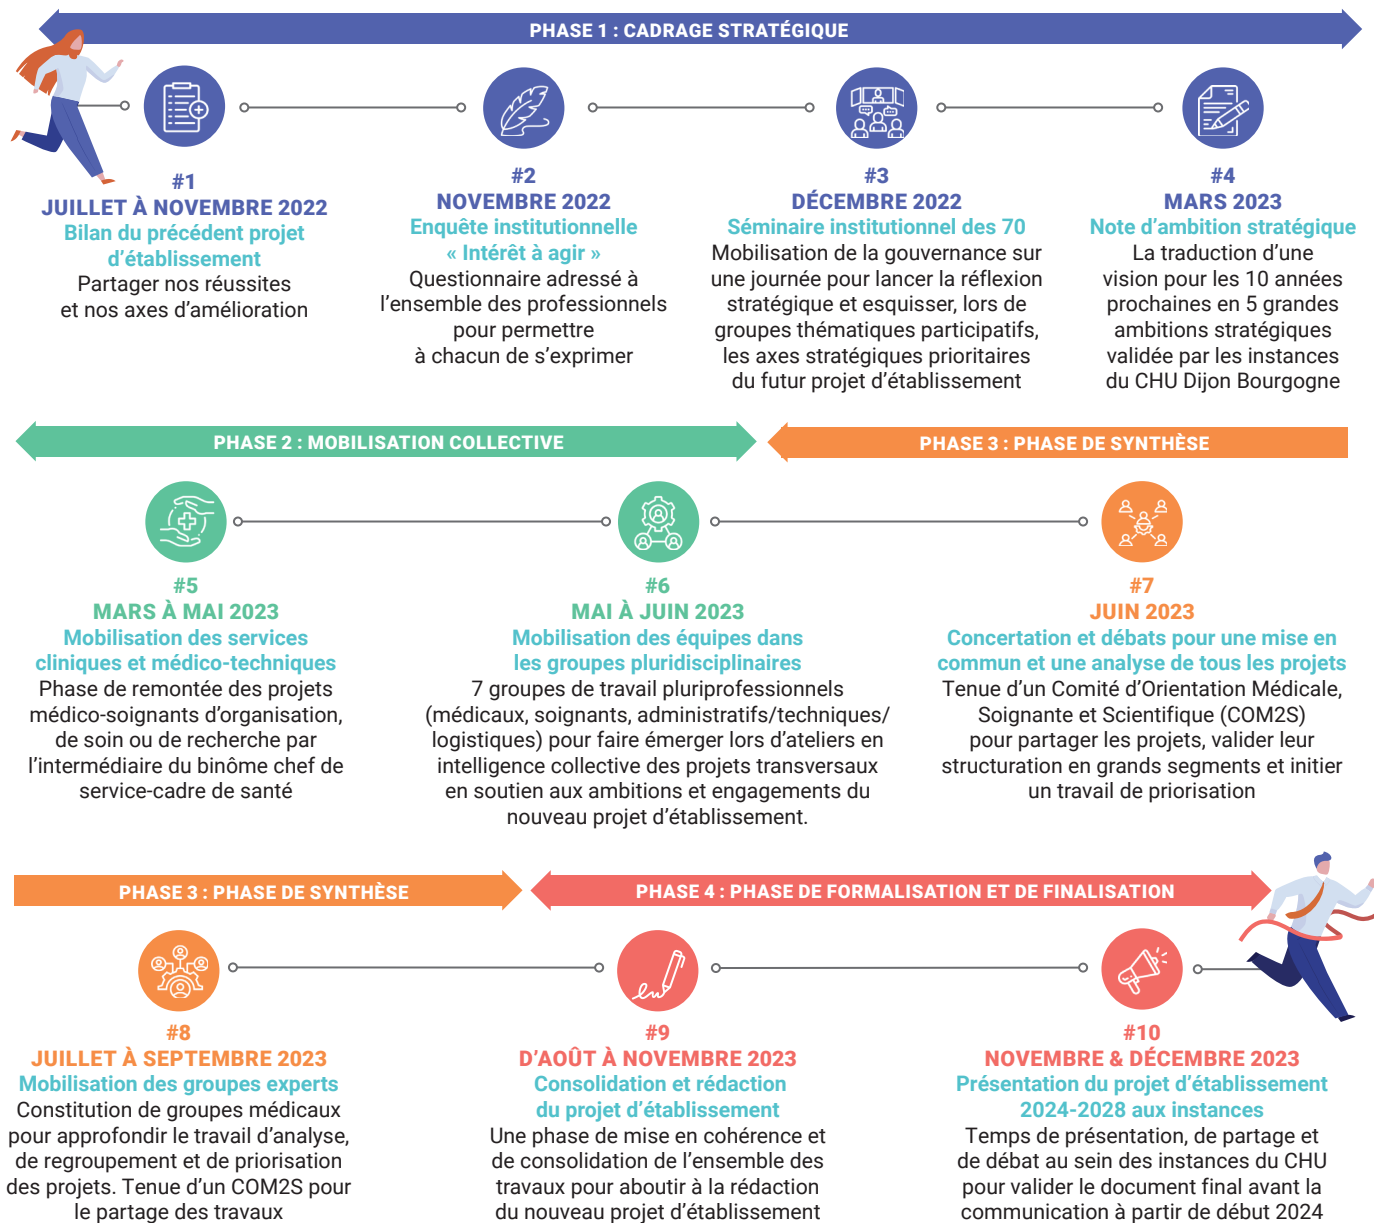 PHASE 1 : CADRAGE STRATÉGIQUE
#1
JUILLET À NOVEMBRE 2022
Bilan du précédent projet
d’établissement
Partager nos réussites
et nos axes d’amélioration
#2
NOVEMBRE 2022
Enquête institutionnelle
« Intérêt à agir »
Questionnaire adressé à
l’ensemble des professionnels
pour permettre
à chacun de s’exprimer
#3
DÉCEMBRE 2022
Séminaire institutionnel des 70
Mobilisation de la gouvernance sur
une journée pour lancer la réflexion
stratégique et esquisser, lors de
groupes thématiques participatifs,
les axes stratégiques prioritaires
du futur projet d’établissement
#4
MARS 2023
Note d’ambition stratégique
La traduction d’une
vision pour les 10 années
prochaines en 5 grandes
ambitions stratégiques
validée par les instances
du CHU Dijon Bourgogne
PHASE 2 : MOBILISATION COLLECTIVE
PHASE 3 : PHASE DE SYNTHÈSE
#5
MARS À MAI 2023
Mobilisation des services
cliniques et médico-techniques
Phase de remontée des projets
médico-soignants d’organisation,
de soin ou de recherche par
l’intermédiaire du binôme chef de
service-cadre de santé
#6
MAI À JUIN 2023
Mobilisation des équipes dans
les groupes pluridisciplinaires
7 groupes de travail pluriprofessionnels
(médicaux, soignants, administratifs/techniques/
logistiques) pour faire émerger lors d’ateliers en
intelligence collective des projets transversaux
en soutien aux ambitions et engagements du
nouveau projet d’établissement.
#7
JUIN 2023
Concertation et débats pour une mise en
commun et une analyse de tous les projets
Tenue d’un Comité d’Orientation Médicale,
Soignante et Scientifique (COM2S)
pour partager les projets, valider leur
structuration en grands segments et initier
un travail de priorisation
PHASE 3 : PHASE DE SYNTHÈSE
PHASE 4 : PHASE DE FORMALISATION ET DE FINALISATION
#8
JUILLET À SEPTEMBRE 2023
Mobilisation des groupes experts
Constitution de groupes médicaux
pour approfondir le travail d’analyse,
de regroupement et de priorisation
des projets. Tenue d’un COM2S pour
le partage des travaux
#9
D’AOÛT À NOVEMBRE 2023
Consolidation et rédaction
du projet d’établissement
Une phase de mise en cohérence et
de consolidation de l’ensemble des
travaux pour aboutir à la rédaction
du nouveau projet d’établissement
#10
NOVEMBRE & DÉCEMBRE 2023
Présentation du projet d’établissement
2024-2028 aux instances
Temps de présentation, de partage et
de débat au sein des instances du CHU
pour valider le document final avant la
communication à partir de début 2024